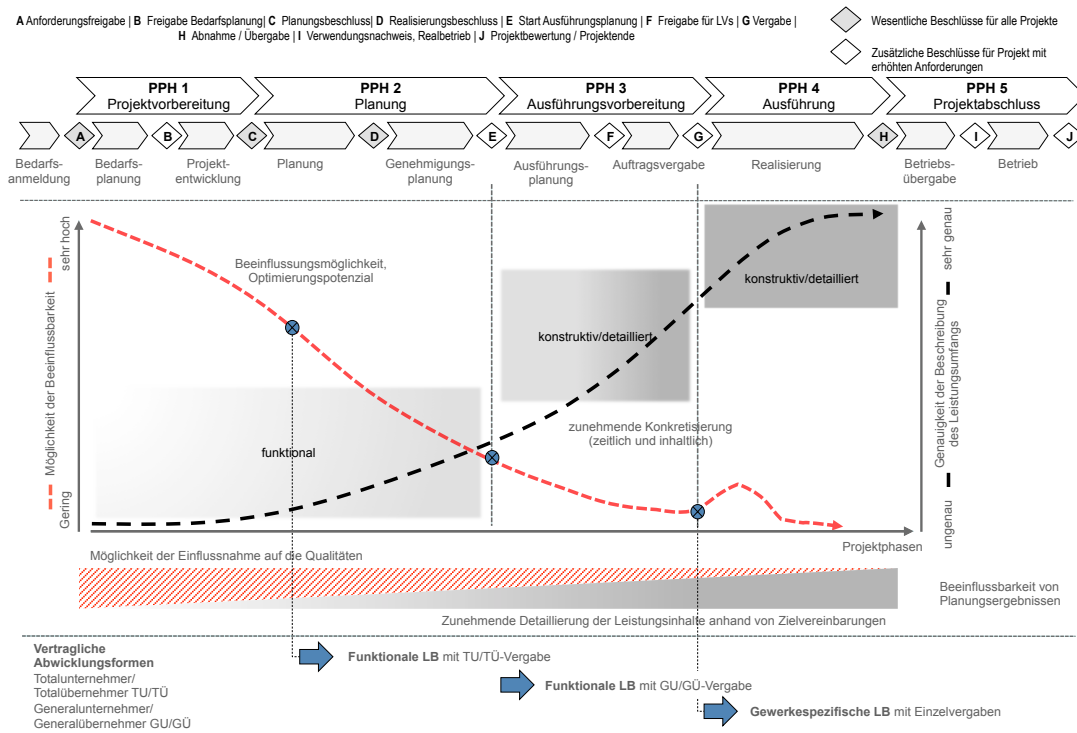 A Anforderungsfreigabe | B Freigabe Bedarfsplanung| C Planungsbeschluss| D Realisierungsbeschluss | E Start Ausführungsplanung | F Freigabe für LVs | G Vergabe |
H Abnahme / Übergabe | I Verwendungsnachweis, Realbetrieb | J Projektbewertung / Projektende
Wesentliche Beschlüsse für alle Projekte
Zusätzliche Beschlüsse für Projekt mit
erhöhten Anforderungen
PPH 1
Projektvorbereitung
PPH 2
Planung
PPH 3
Ausführungsvorbereitung
PPH 4
Ausführung
PPH 5
Projektabschluss
A
B
C
D
E
F
G
H
I
J
Bedarfs-
anmeldung
Bedarfs-
planung
Projekt-
entwicklung
Planung
Genehmigungs-
planung
Ausführungs-
planung
Auftragsvergabe
Realisierung
Betriebs-
übergabe
Betrieb
sehr hoch
Möglichkeit der Beeinflussbarkeit
Gering
Beeinflussungsmöglichkeit,
Optimierungspotenzial
funktional
konstruktiv/detailliert
konstruktiv/detailliert
zunehmende Konkretisierung
(zeitlich und inhaltlich)
sehr genau
Genauigkeit der Beschreibung
des Leistungsumfangs
ungenau
Projektphasen
Möglichkeit der Einflussnahme auf die Qualitäten
Beeinflussbarkeit von
Planungsergebnissen
Zunehmende Detaillierung der Leistungsinhalte anhand von Zielvereinbarungen
Vertragliche
Abwicklungsformen
Totalunternehmer/
Totalübernehmer TU/TÜ
Generalunternehmer/
Generalübernehmer GU/GÜ
Funktionale LB mit TU/TÜ-Vergabe
Funktionale LB mit GU/GÜ-Vergabe
Gewerkespezifische LB mit Einzelvergaben